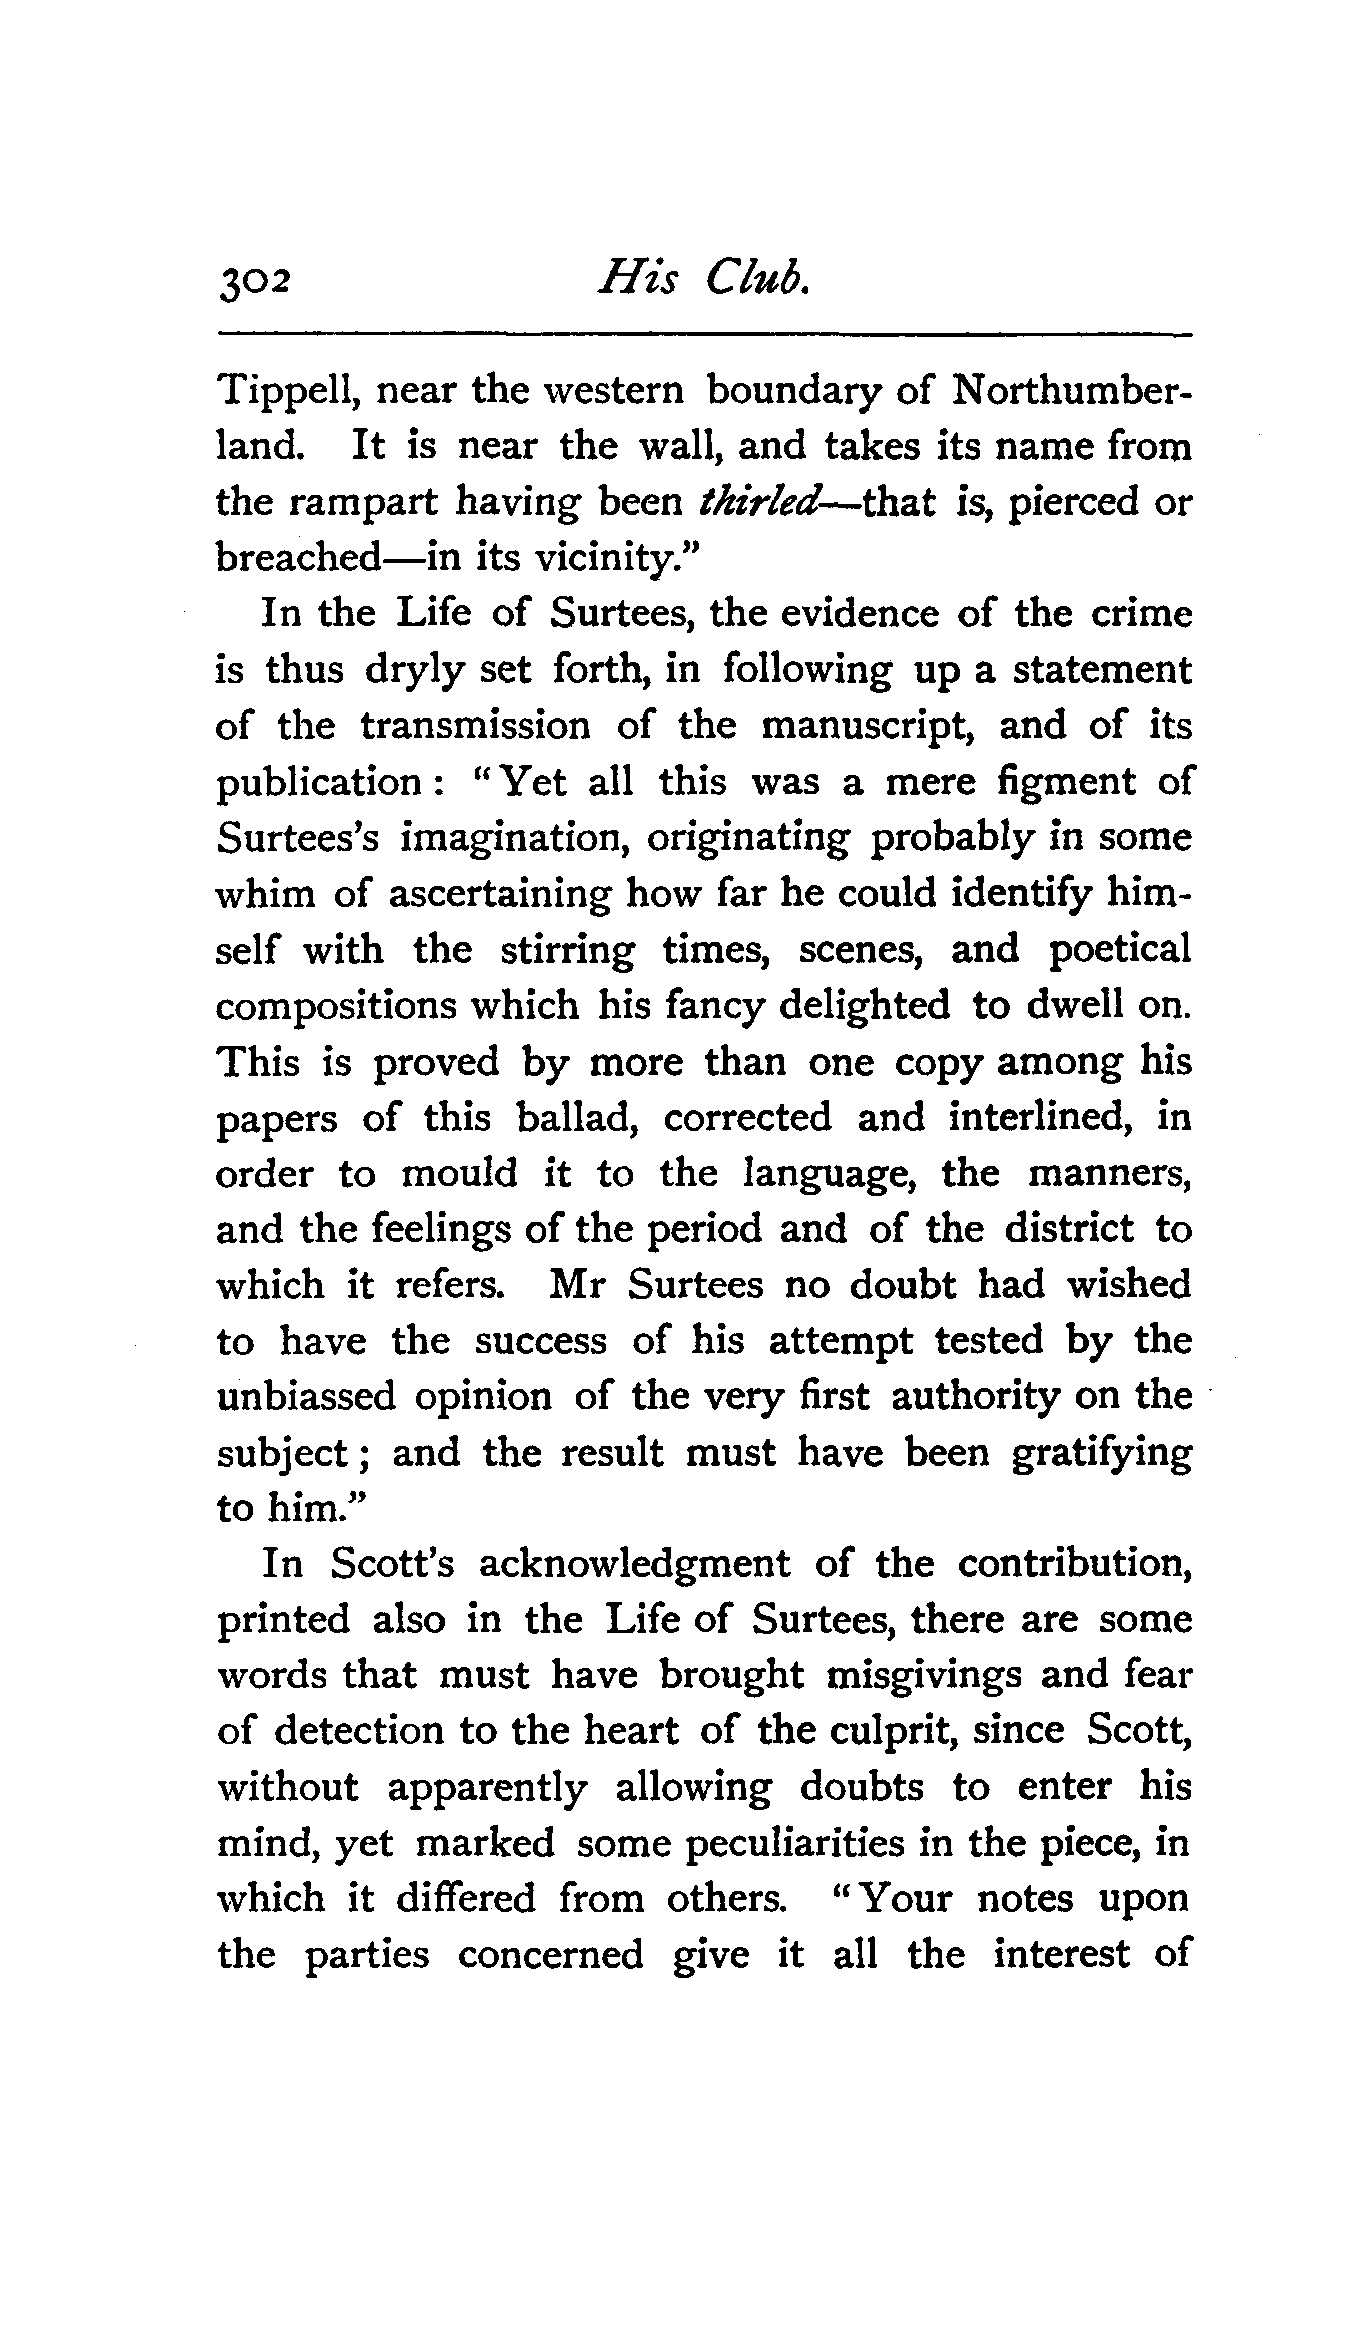 302 His Club.
Tippell, near the western boundary of Northumber-
land. It is near the wall, and takes its name from
the rampart having been thirled—that is, pierced or
breached—in its vicinity.”
In the Life of Surtees, the evidence of the crime
is thus dryly set forth, in following up a statement
of the transmission of the manuscript, and of its
publication : “ Yet all this was a mere figment of
Surtees’s imagination, originating probably in some
whim of ascertaining how far he could identify him-
self with the stirring times, scenes, and poetical
compositions which his fancy delighted to dwell on.
This is proved by more than one copy among his
papers of this ballad, corrected and interlined, in
order to mould it to the language, the manners,
and the feelings of the period and of the district to
which it refers. Mr Surtees no doubt had wished
to have the success of his attempt tested by the
unbiassed opinion of the very first authority on the
subject ; and the result must have been gratifying
to him.”
In Scott’s acknowledgment of the contribution,
printed also in the Life of Surtees, there are some
words that must have brought misgivings and fear
of detection to the heart of the culprit, since Scott,
without apparently allowing doubts to enter his
mind, yet marked some peculiarities in the piece, in
which it differed from others. “ Your notes upon
the parties concerned give it all the interest of